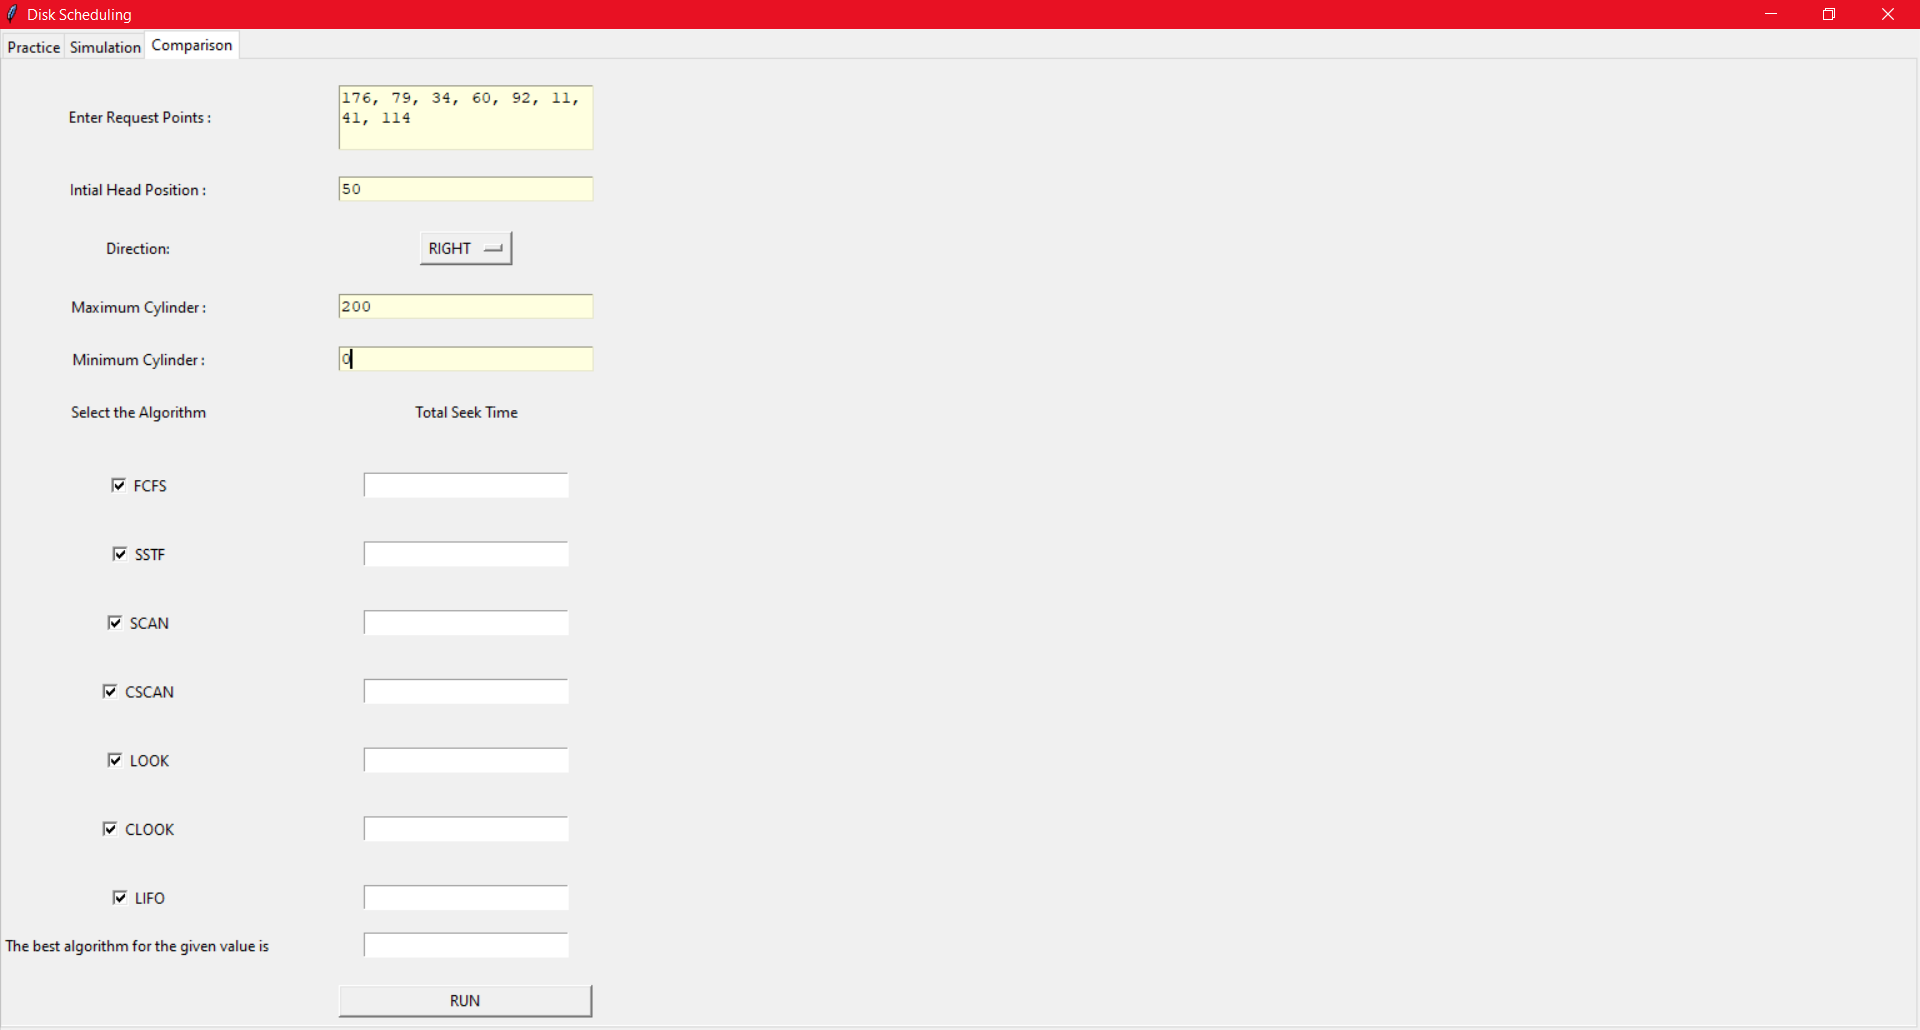 Disk Scheduling
Practice Simulation Comparison
Enter Request Points :
176, 79, 34, 60, 92, 11,
41, 114
Intial Head Position :
50
Direction:
RIGHT
Maximum Cylinder :
200
Minimum Cylinder :
0
Select the Algorithm
Total Seek Time
FCFS
SSTF
SCAN
CSCAN
LOOK
CLOOK
LIFO
The best algorithm for the given value is
RUN